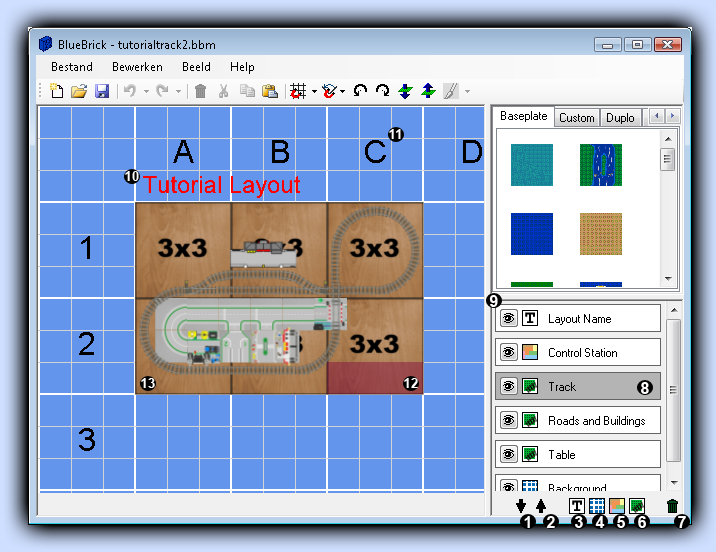 BlueBrick - tutorialtrack2.bbm
Bestand Bewerken Beeld Help
Baseplate Custom Duplo
A B C 11 D
10 Tutorial Layout
1 3x3 3x3 3x3
2 3x3 3x3
13 12
3
9
T Layout Name
Control Station
Track 8
Roads and Buildings
Table
Background
T
1 2 3 4 5 6 7